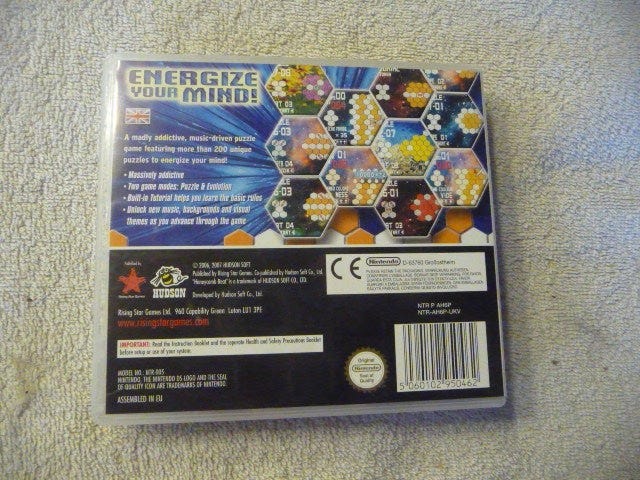 ENERGIZE
YOUR MIND!
A madly addictive, music-driven puzzle
game featuring more than 200 unique
puzzles to energize your mind!
• Massively addictive
• Two game modes: Puzzle & Evolution
• Built-in Tutorial helps you learn the basic rules
• Unlock new music, backgrounds and visual
themes as you advance through the game
Published by
Rising Star Games
HUDSON
© 2006, 2007 HUDSON SOFT
Published by Rising Star Games. Co-published by Hudson Soft Co., Ltd.
"Honeycomb Beat" is a trademark of HUDSON SOFT CO., LTD.
Developed by Hudson Soft Co., Ltd.
Rising Star Games Ltd. 960 Capability Green Luton LU1 3PE
www.risingstargames.com
IMPORTANT: Read the Instruction Booklet and the separate Health and Safety Precautions Booklet
before setup or use of your system.
MODEL NO.: NTR-005
NINTENDO, THE NINTENDO DS LOGO AND THE SEAL
OF QUALITY ICON ARE TRADEMARKS OF NINTENDO.
ASSEMBLED IN EU
CE
Nintendo D-63760 Großostheim
NTR P AH6P
NTR-AH6P-UKV
Original
Nintendo
Seal of
Quality
5 060102 950462